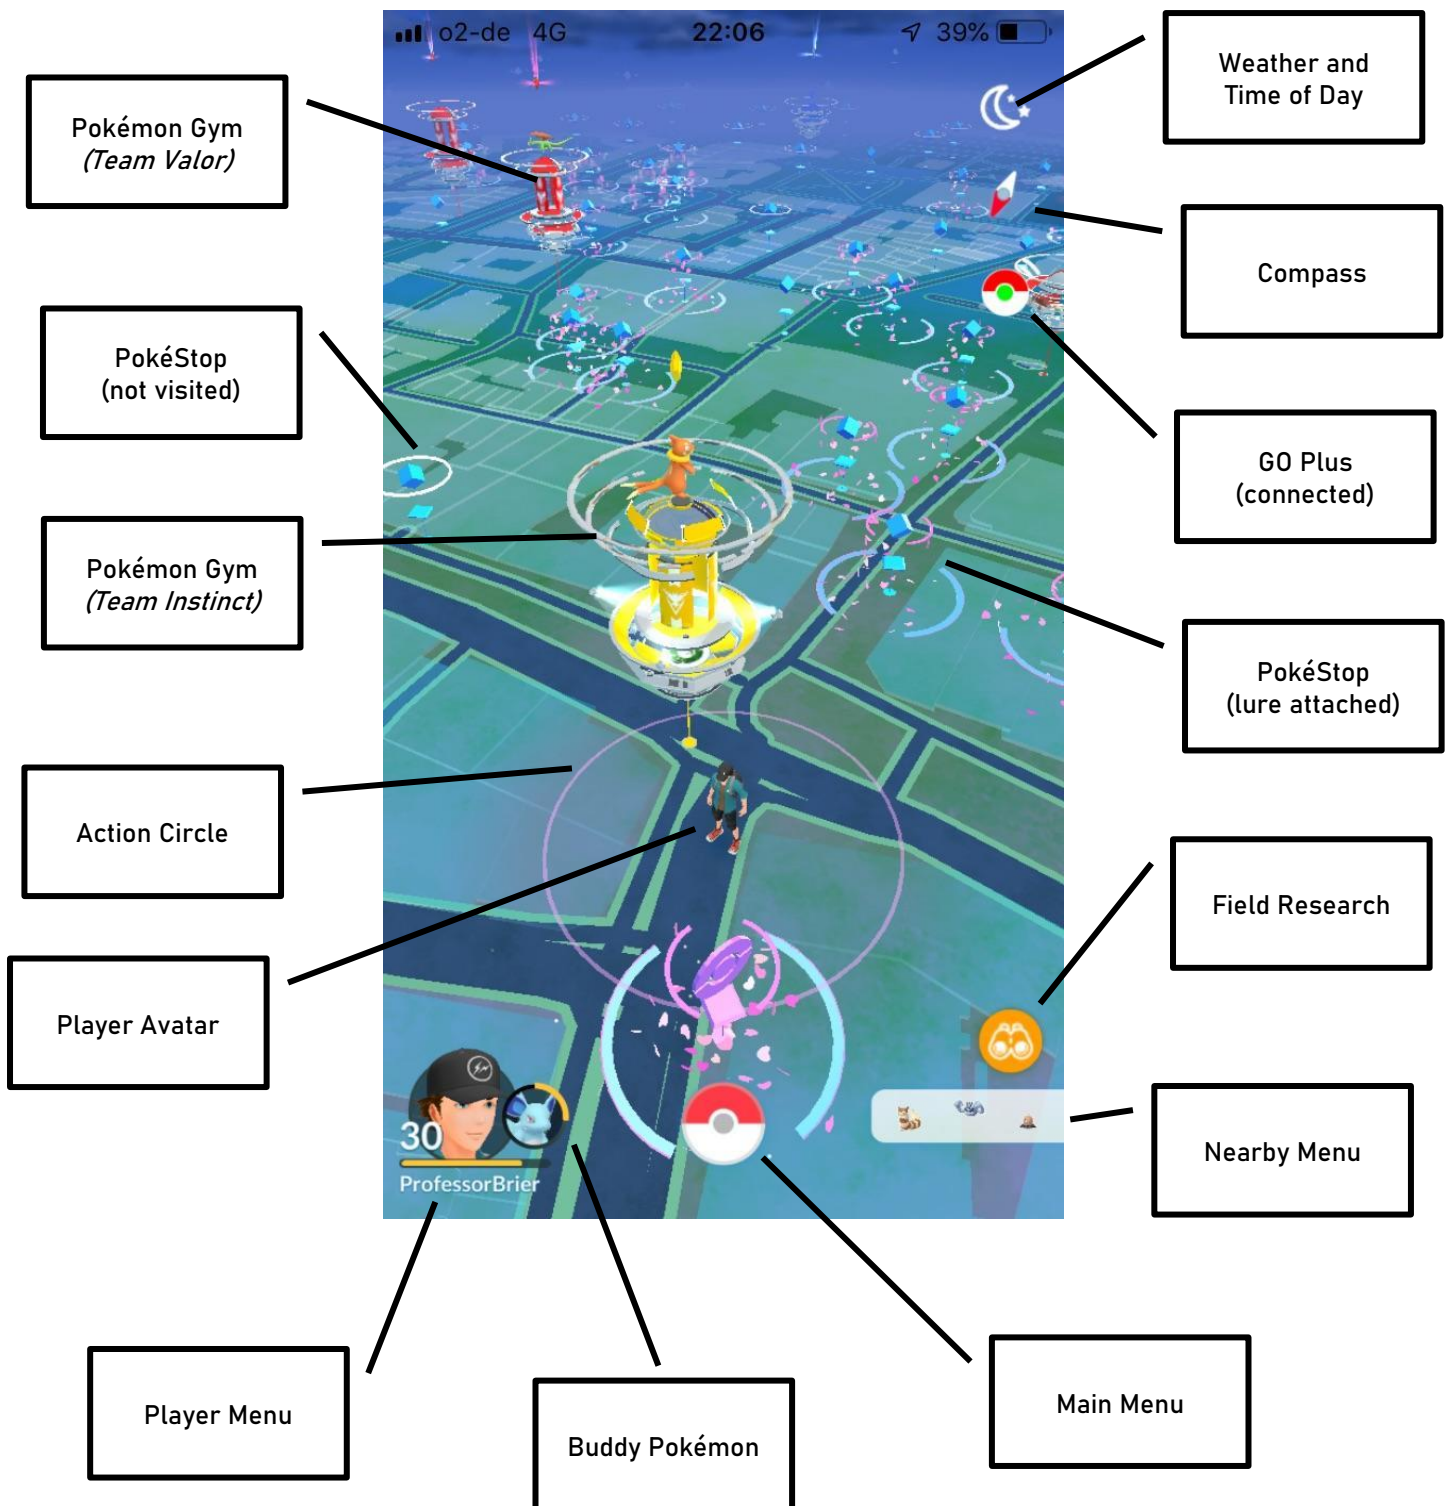 o2-de 4G 22:06 39%
Weather and
Time of Day
Pokémon Gym
(Team Valor)
Compass
PokéStop
(not visited)
GO Plus
(connected)
Pokémon Gym
(Team Instinct)
PokéStop
(lure attached)
Action Circle
Field Research
Player Avatar
30
ProfessorBrier
Nearby Menu
Player Menu
Buddy Pokémon
Main Menu